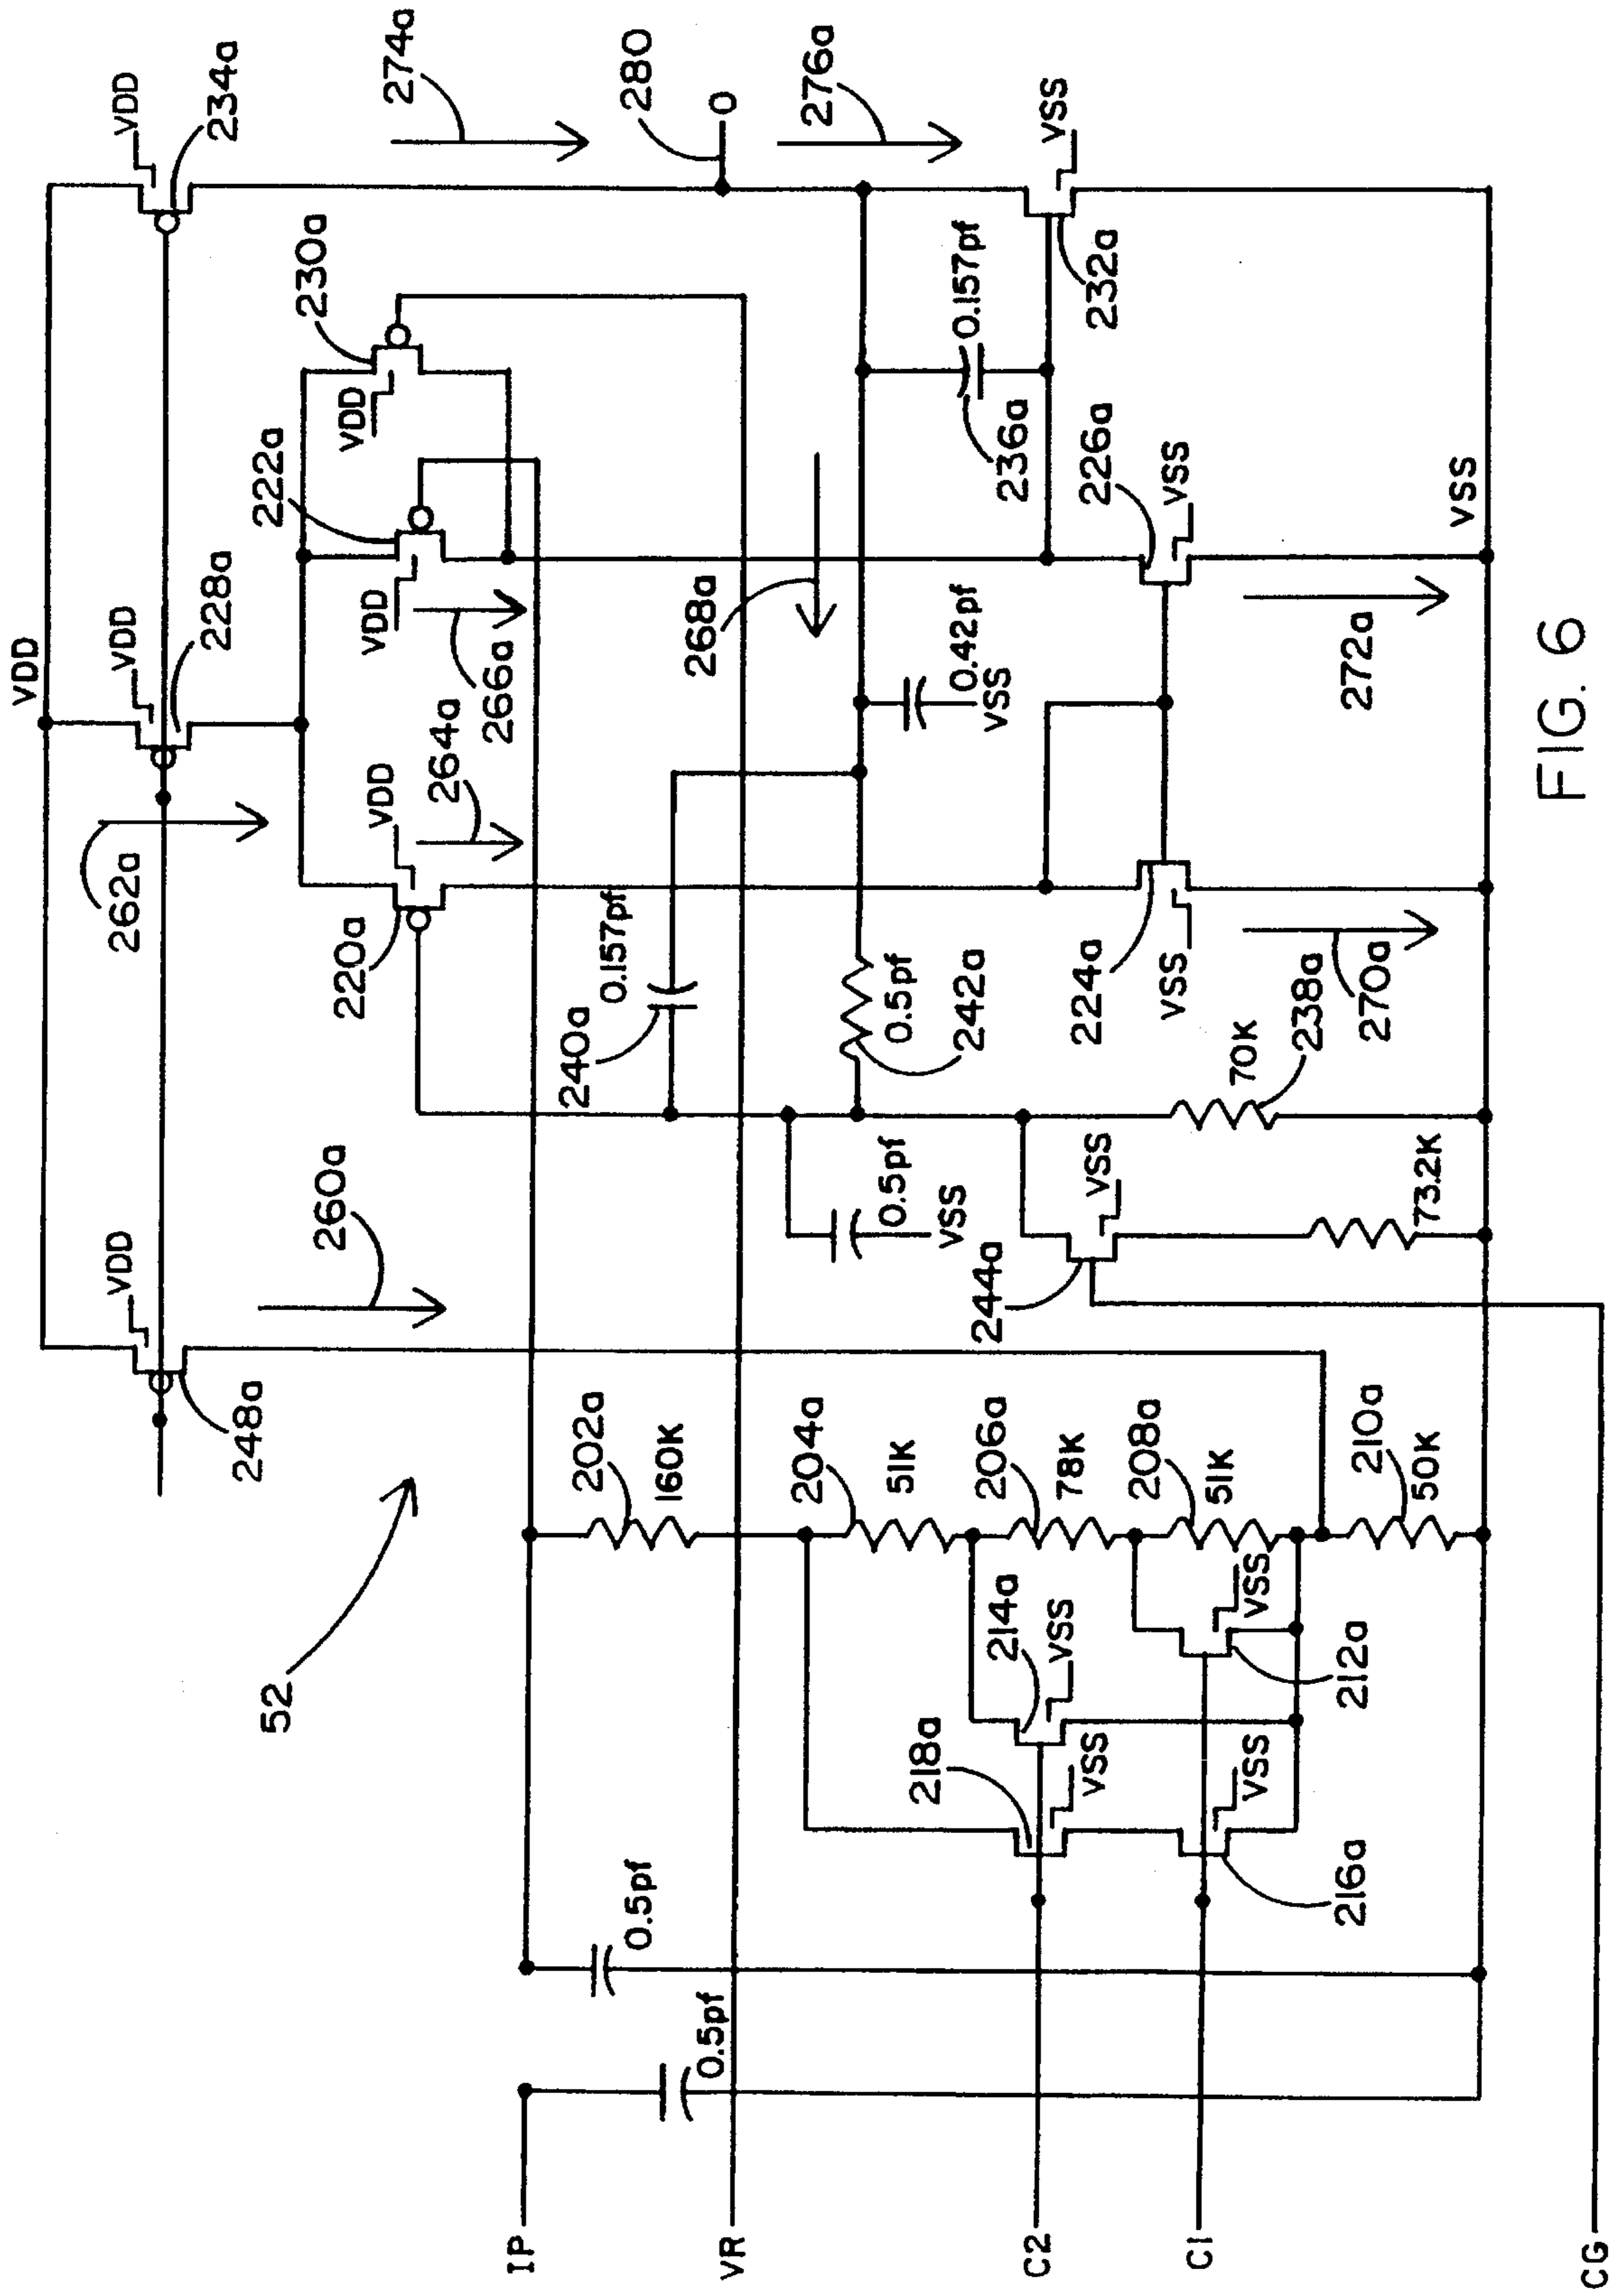 VDD
VDD
VDD
VDD
234a
228a
248a
262a
260a
274a
280
O
276a
230a
VDD
222a
VDD
266a
264a
VDD
220a
268a
0.157pf
240a
0.157pf
236a
0.42pf
VSS
0.5pf
242a
226a
VSS
232a
VSS
224a
VSS
272a
270a
VSS
70K
238a
0.5pf
VSS
244a
VSS
73.2K
52
202a
160K
204a
51K
206a
78K
208a
51K
210a
50K
214a
VSS
218a
VSS
VSS
212a
VSS
216a
0.5pf
0.5pf
IP
VR
C2
C1
CG
FIG. 6